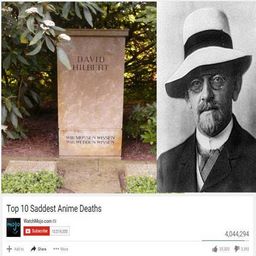 DAVID
HILBERT
WIR MÜSSEN WISSEN
WIR WERDEN WISSEN
Top 10 Saddest Anime Deaths
WatchMojo.com
Subscribe
4,044,294
Add to
Share
More